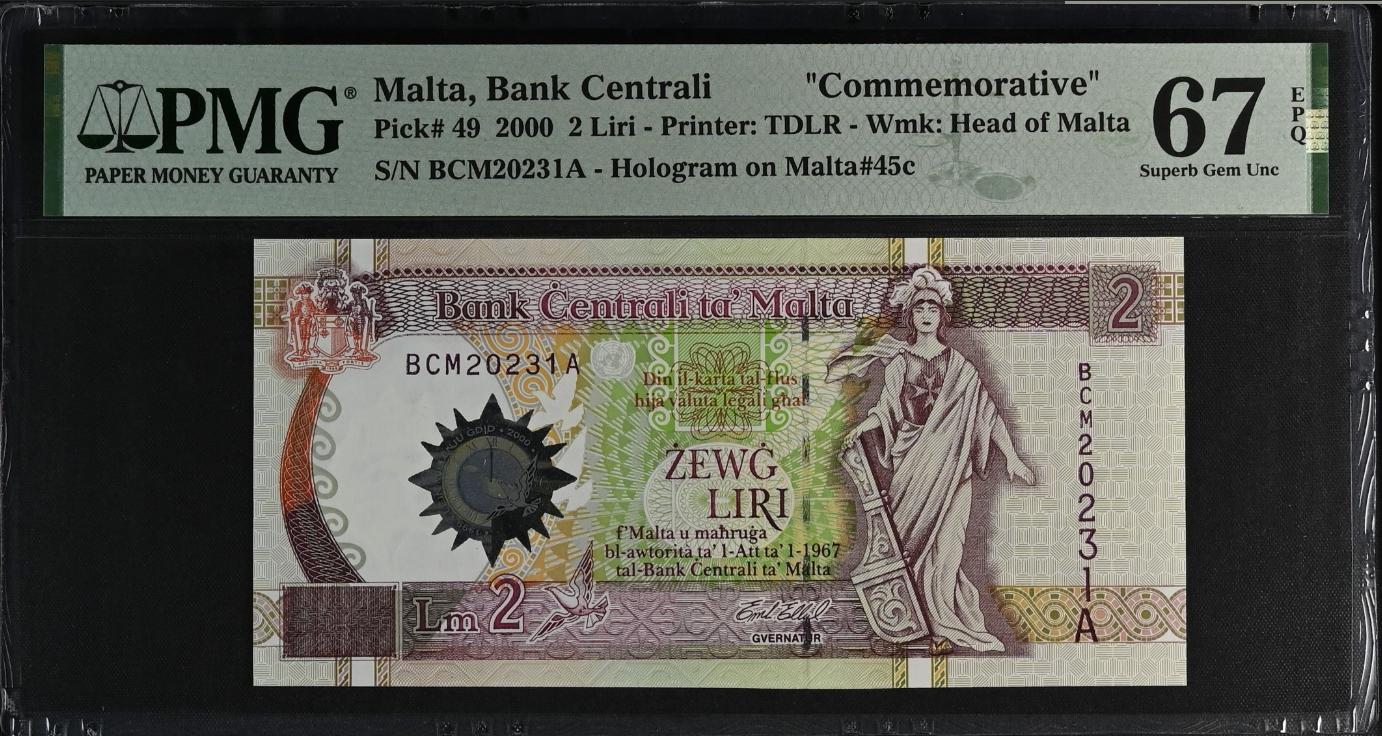 PMG®
PAPER MONEY GUARANTY
Malta, Bank Centrali "Commemorative"
Pick# 49 2000 2 Liri - Printer: TDLR - Wmk: Head of Malta
S/N BCM20231A - Hologram on Malta#45c
67
Superb Gem Unc
EPQ
Bank Ċentrali ta' Malta
2
BCM20231A
Din il-karta tal-flus
hija valuta legali għal
ŻEWĠ
LIRI
f'Malta u maħruġa
bl-awtorità ta' l-Att ta' l-1967
tal-Bank Ċentrali ta' Malta
Lm 2
GVERNATUR
BCM20231A